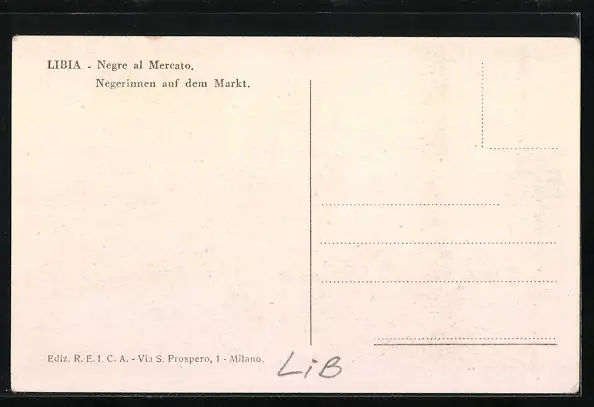 LIBIA - Negre al Mercato.
Negerinnen auf dem Markt.
Ediz. R. E. I. C. A. - Via S. Prospero, 1 - Milano.
LiB